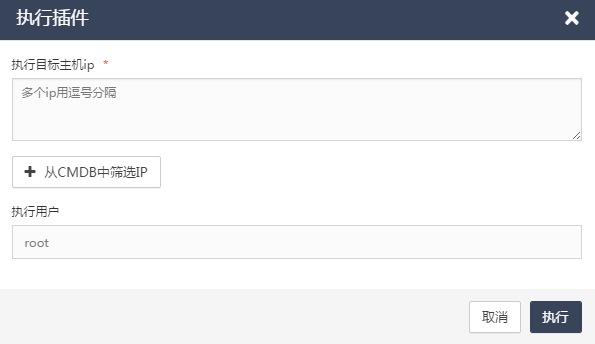 执行插件
执行目标主机ip *
多个ip用逗号分隔
从CMDB中筛选IP
执行用户
root
取消 执行